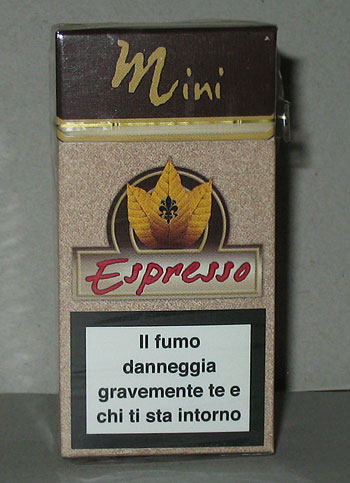 Mini
Espresso
Il fumo
danneggia
gravemente te e
chi ti sta intorno